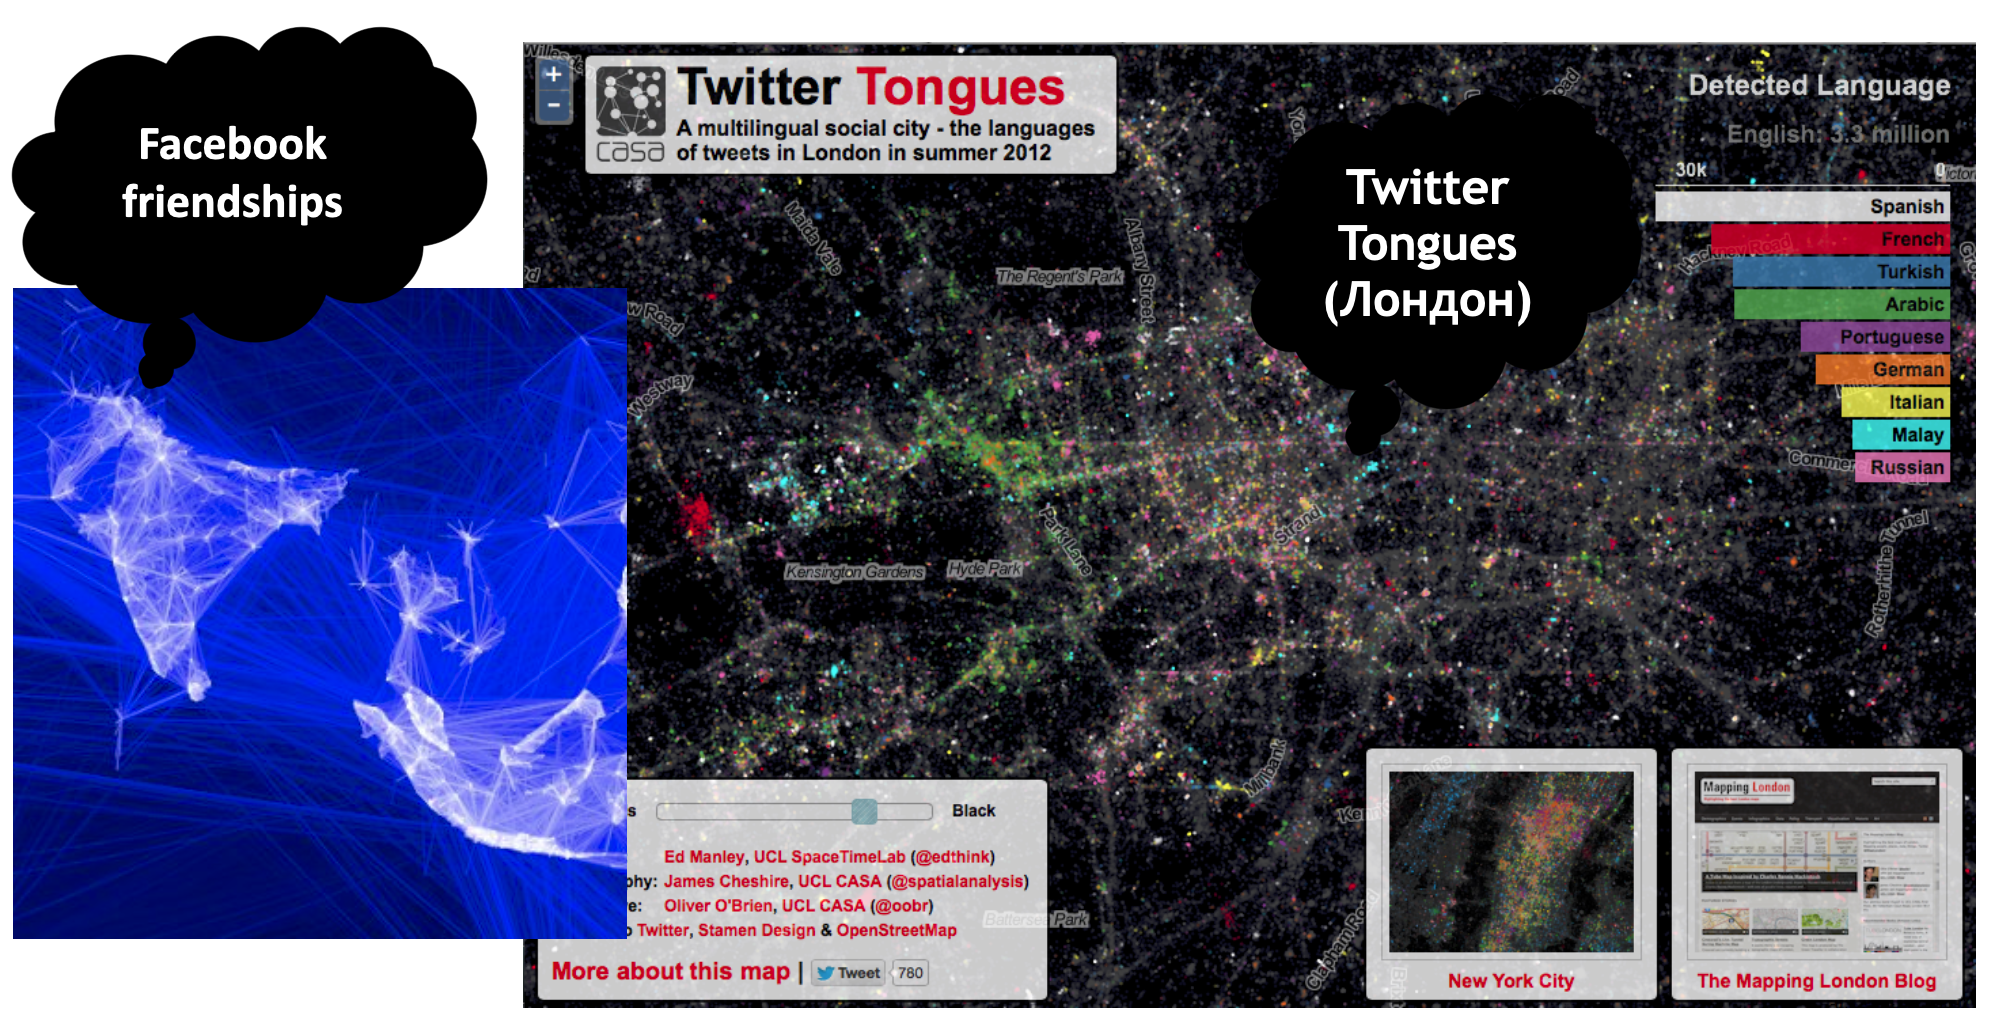 Facebook
friendships
+
-
casa
Twitter Tongues
A multilingual social city - the languages
of tweets in London in summer 2012
Twitter
Tongues
(Лондон)
Detected Language
English: 3.3 million
30k 0
Spanish
French
Turkish
Arabic
Portuguese
German
Italian
Malay
Russian
Maida Vale
Albany Street
The Regent's Park
Hackney Road
Westway
Park Lane
Strand
Kensington Gardens
Hyde Park
Rotherhithe Tunnel
Millbank
Battersea Park
Clapham Road
Black
Ed Manley, UCL SpaceTimeLab (@edthink)
phy: James Cheshire, UCL CASA (@spatialanalysis)
e: Oliver O'Brien, UCL CASA (@oobr)
Twitter, Stamen Design & OpenStreetMap
More about this map | Tweet 780
New York City
Mapping London
The Mapping London Blog